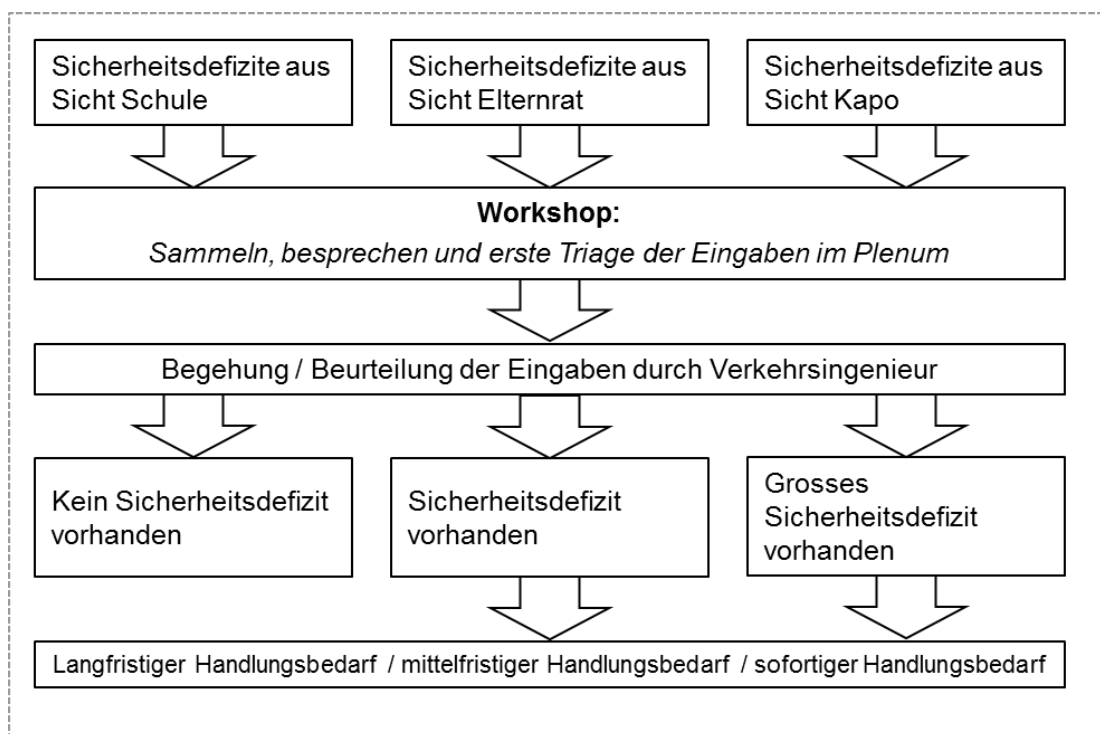 Sicherheitsdefizite aus
Sicht Schule
Sicherheitsdefizite aus
Sicht Elternrat
Sicherheitsdefizite aus
Sicht Kapo
Workshop:
Sammeln, besprechen und erste Triage der Eingaben im Plenum
Begehung / Beurteilung der Eingaben durch Verkehrsingenieur
Kein Sicherheitsdefizit
vorhanden
Sicherheitsdefizit
vorhanden
Grosses
Sicherheitsdefizit
vorhanden
Langfristiger Handlungsbedarf / mittelfristiger Handlungsbedarf / sofortiger Handlungsbedarf